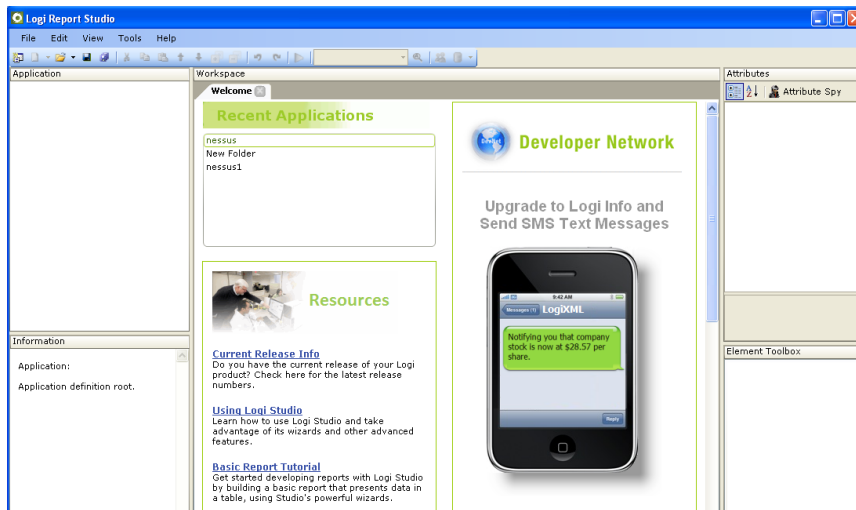 Logi Report Studio
File Edit View Tools Help
Application
Workspace
Attributes
Welcome
Attribute Spy
Recent Applications
nessus
New Folder
nessus1
Resources
Current Release Info
Do you have the current release of your Logi
product? Check here for the latest release
numbers.
Using Logi Studio
Learn how to use Logi Studio and take
advantage of its wizards and other advanced
features.
Basic Report Tutorial
Get started developing reports with Logi Studio
by building a basic report that presents data in
a table, using Studio's powerful wizards.
DevNet
Developer Network
Upgrade to Logi Info and
Send SMS Text Messages
9:42 AM
Messages (1) LogiXML
Notifying you that company
stock is now at $28.57 per
share.
Reply
Information
Application:
Application definition root.
Element Toolbox